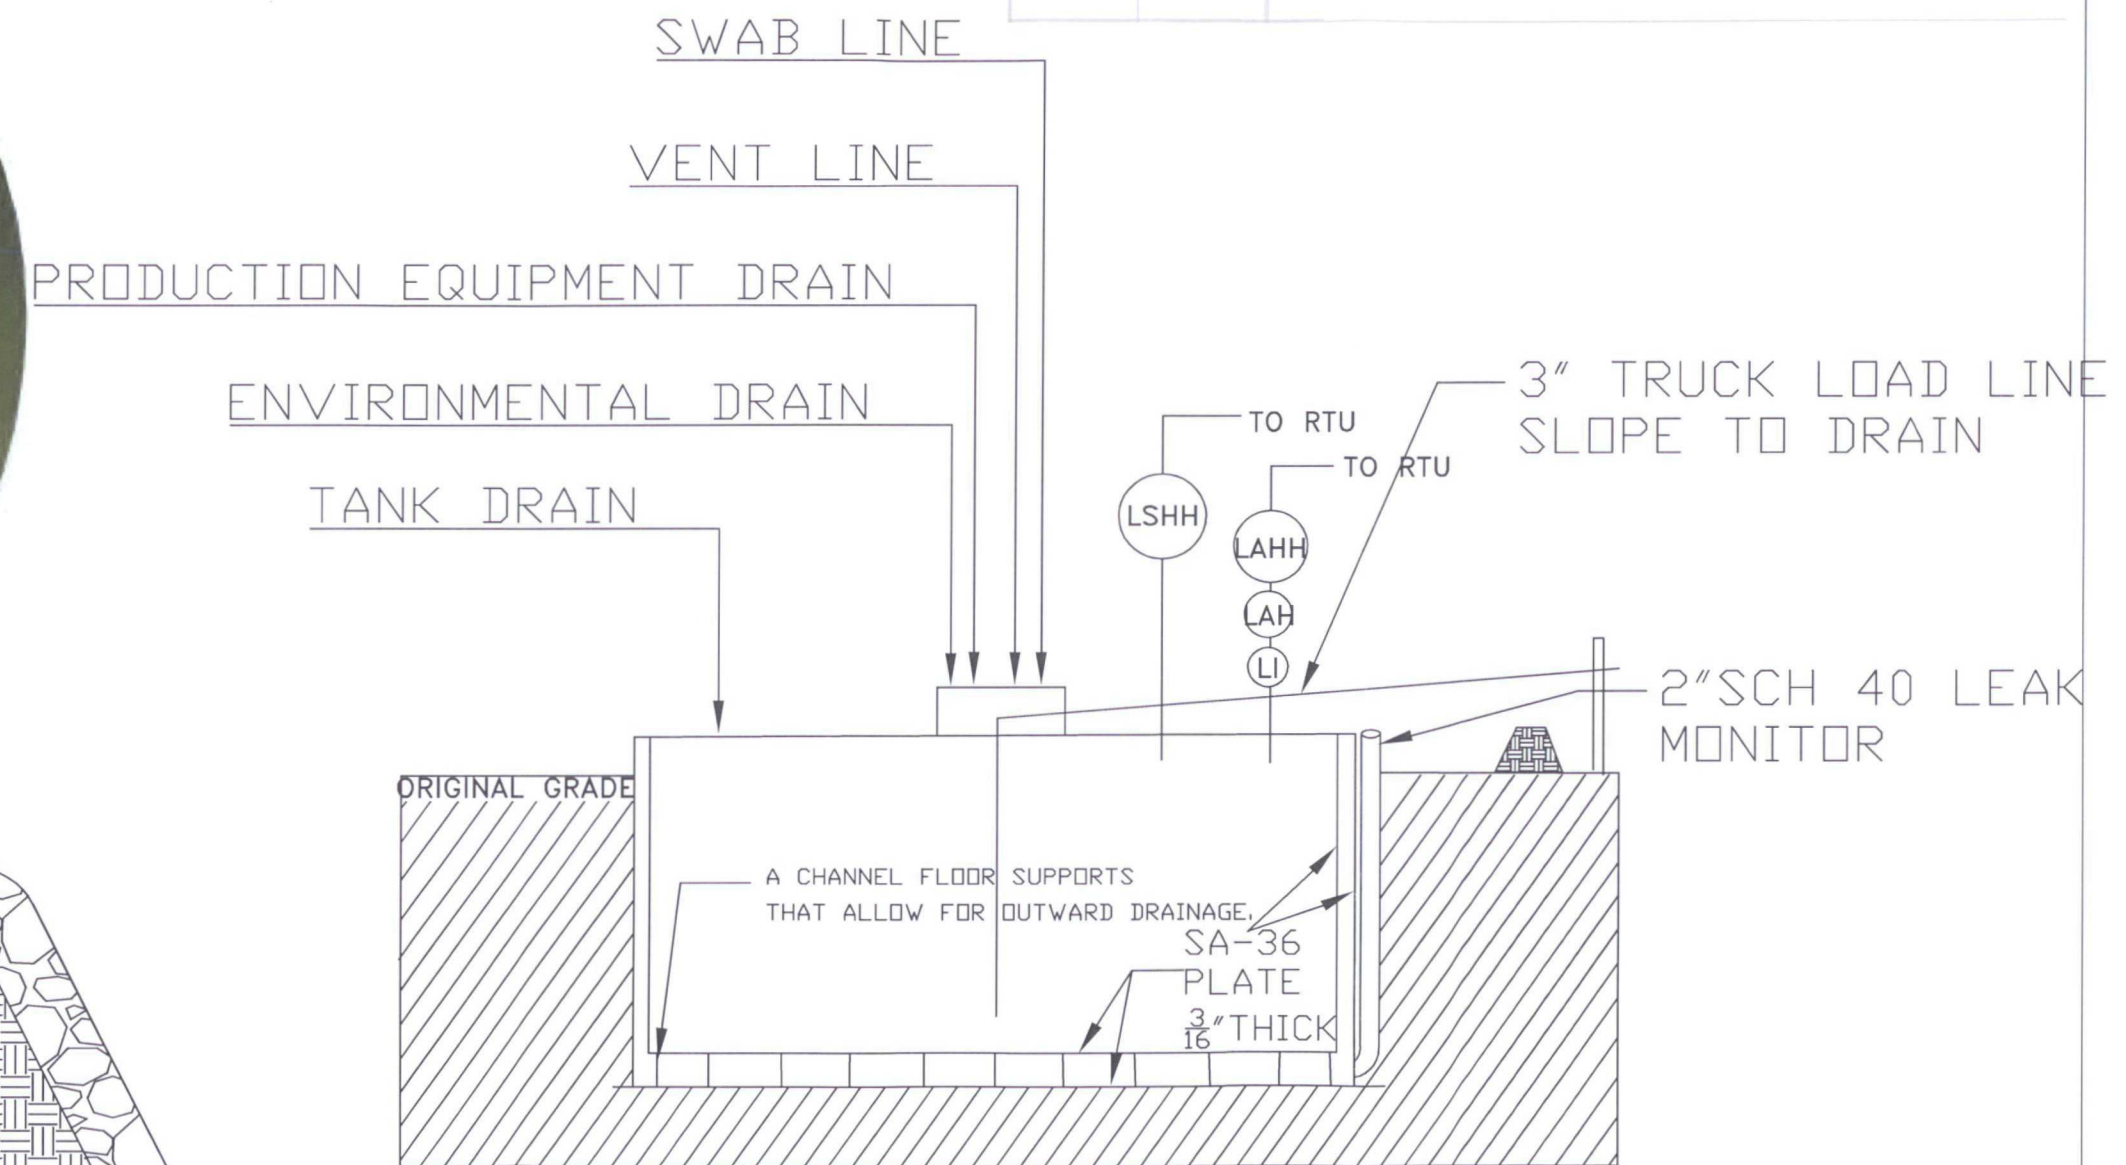 SWAB LINE
VENT LINE
PRODUCTION EQUIPMENT DRAIN
ENVIRONMENTAL DRAIN
TANK DRAIN
3" TRUCK LOAD LINE
SLOPE TO DRAIN
TO RTU
TO RTU
LSHH
LAHH
LAH
LI
2"SCH 40 LEAK
MONITOR
ORIGINAL GRADE
A CHANNEL FLOOR SUPPORTS
THAT ALLOW FOR OUTWARD DRAINAGE.
SA-36
PLATE
3/16"THICK